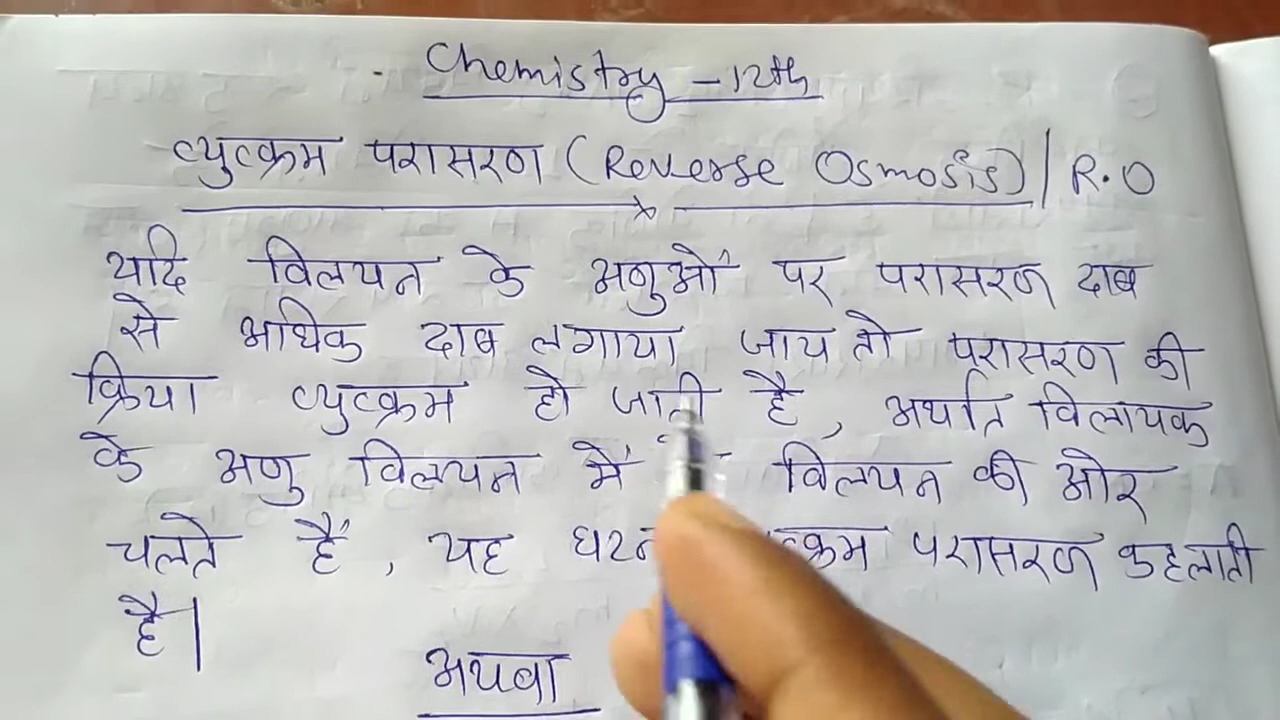 Chemistry - 12th
व्युत्क्रम परासरण (Reverse Osmosis) / R.O
यदि विलयन के अणुओं पर परासरण दाब
से अधिक दाब लगाया जाय तो परासरण की
क्रिया व्युत्क्रम हो जाती है, अर्थात विलायक
के अणु विलयन में विलयन की ओर
चलते हैं, यह परासरण कहलाती
है।
अथवा